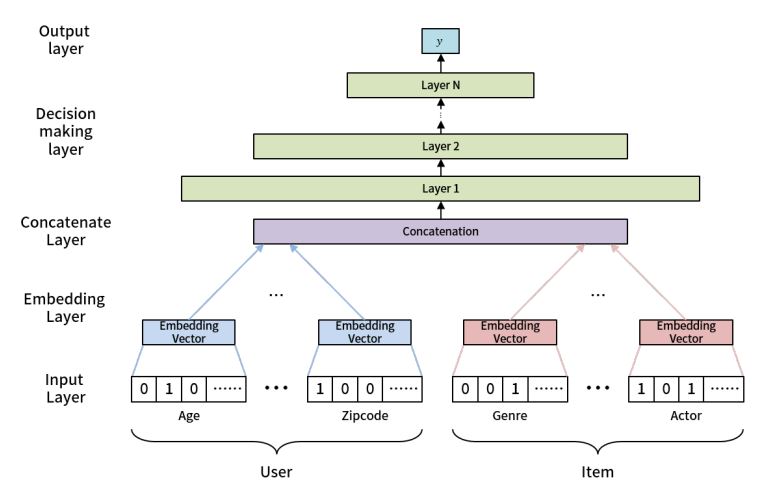 Output
layer
y
Layer N
Decision
making
layer
Layer 2
Layer 1
Concatenate
Layer
Concatenation
...
...
Embedding
Layer
Embedding
Vector
Embedding
Vector
Embedding
Vector
Embedding
Vector
Input
Layer
0 1 0 ......
...
1 0 0 ......
0 0 1 ......
...
1 0 1 ......
Age
Zipcode
Genre
Actor
User
Item